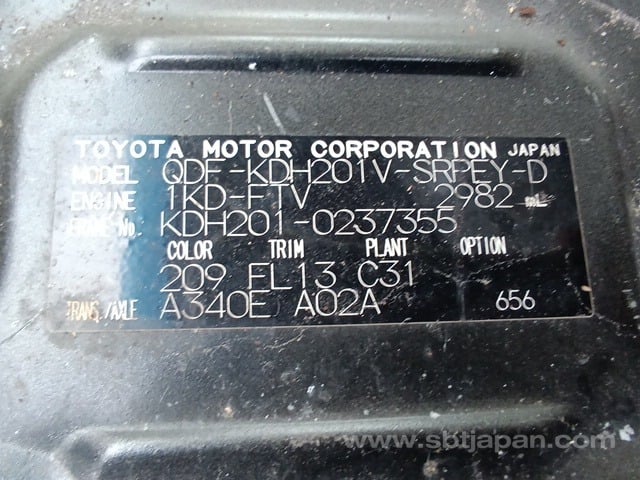 TOYOTA MOTOR CORPORATION JAPAN
MODEL QDF-KDH201V-SRPEY-D
ENGINE 1KD-FTV 2982 mL
FRAME No. KDH201-0237355
COLOR TRIM PLANT OPTION
209 FL13 C31
TRANS./AXLE A340E A02A 656
www.sbtjapan.com